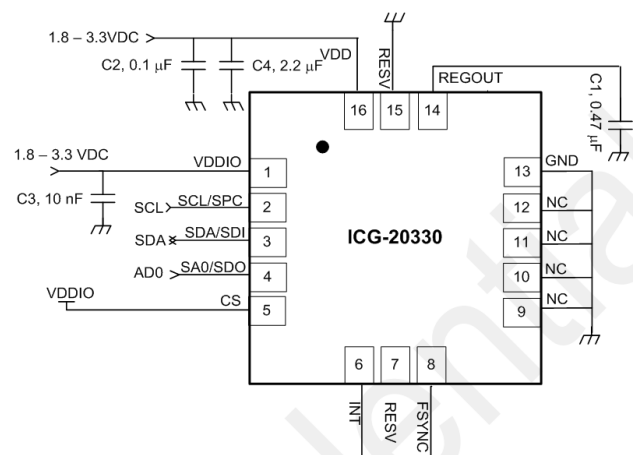 1.8 – 3.3VDC
C2, 0.1 µF
C4, 2.2 µF
VDD
RESV
REGOUT
C1, 0.47 µF
16
15
14
1.8 – 3.3 VDC
VDDIO
C3, 10 nF
1
SCL
SCL/SPC
2
SDA
SDA/SDI
3
AD0
SA0/SDO
4
VDDIO
CS
5
ICG-20330
13
GND
12
NC
11
NC
10
NC
9
NC
6
7
8
INT
RESV
FSYNC